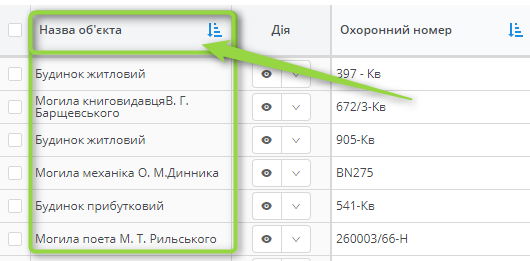 Назва об'єкта Дія Охоронний номер
Будинок житловий 397 - Кв
Могила книговидавцяВ. Г.
Барщевського 672/3-Кв
Будинок житловий 905-Кв
Могила механіка О. М.Динника BN275
Будинок прибутковий 541-Кв
Могила поета М. Т. Рильського 260003/66-Н